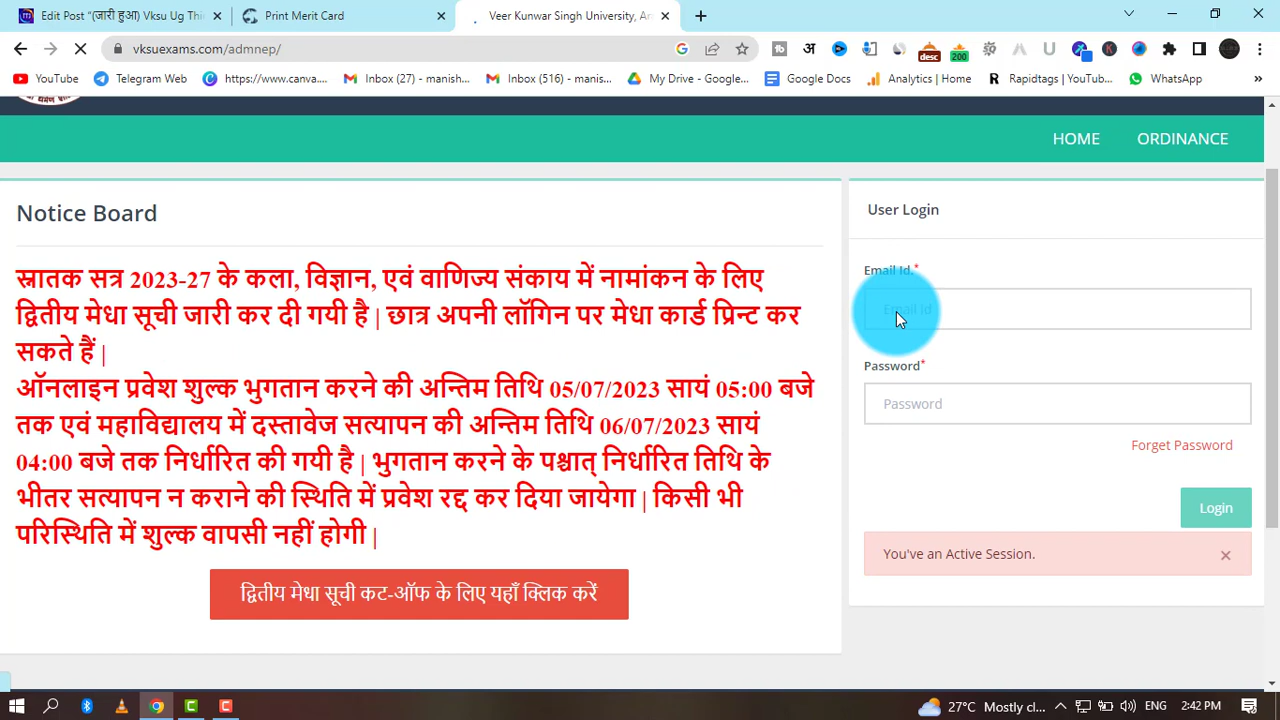 Edit Post “(जारी हुआ) Vksu Ug Thi
Print Merit Card
Veer Kunwar Singh University, Arr
vksuexams.com/admnep/
YouTube
Telegram Web
https://www.canva....
Inbox (27) - manish...
Inbox (516) - manis...
My Drive - Google...
Google Docs
Analytics | Home
Rapidtags | YouTub...
WhatsApp
HOME ORDINANCE
Notice Board
स्नातक सत्र 2023-27 के कला, विज्ञान, एवं वाणिज्य संकाय में नामांकन के लिए
द्वितीय मेधा सूची जारी कर दी गयी है | छात्र अपनी लॉगिन पर मेधा कार्ड प्रिन्ट कर
सकते हैं |
ऑनलाइन प्रवेश शुल्क भुगतान करने की अन्तिम तिथि 05/07/2023 सायं 05:00 बजे
तक एवं महाविद्यालय में दस्तावेज सत्यापन की अन्तिम तिथि 06/07/2023 सायं
04:00 बजे तक निर्धारित की गयी है | भुगतान करने के पश्चात् निर्धारित तिथि के
भीतर सत्यापन न कराने की स्थिति में प्रवेश रद्द कर दिया जायेगा | किसी भी
परिस्थिति में शुल्क वापसी नहीं होगी |
द्वितीय मेधा सूची कट-ऑफ के लिए यहाँ क्लिक करें
User Login
Email Id.*
Email Id
Password*
Password
Forget Password
Login
You've an Active Session. ×
27°C Mostly cl...
ENG
2:42 PM